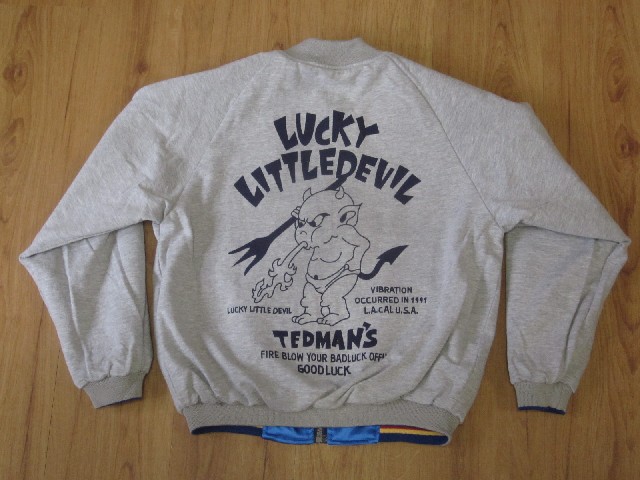 LUCKY
LITTLEDEVIL
LUCKY LITTLE DEVIL
VIBRATION
OCCURRED IN 1991
L.A.CAL U.S.A.
TEDMAN'S
FIRE BLOW YOUR BADLUCK OFF!!
GOODLUCK